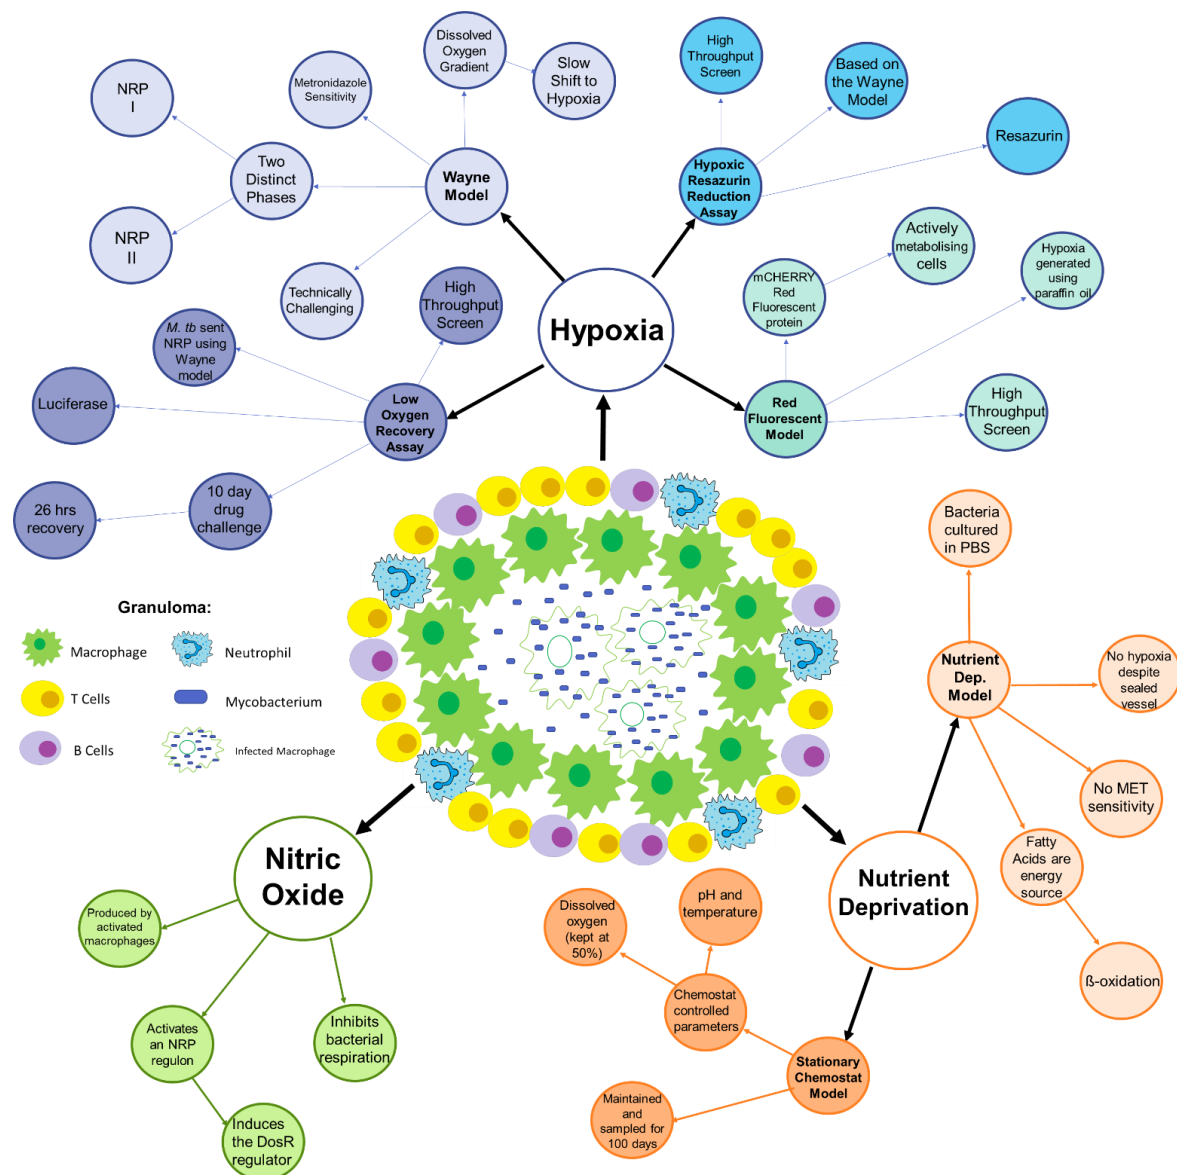 Dissolved
Oxygen
Gradient
Slow
Shift to
Hypoxia
High
Throughput
Screen
Based on
the Wayne
Model
NRP
I
Metronidazole
Sensitivity
Resazurin
Two
Distinct
Phases
Wayne
Model
Hypoxic
Resazurin
Reduction
Assay
NRP
II
Actively
metabolising
cells
Hypoxia
generated
using
paraffin oil
mCHERRY
Red
Fluorescent
protein
Technically
Challenging
High
Throughput
Screen
Hypoxia
M. tb sent
NRP using
Wayne
model
Luciferase
Low
Oxygen
Recovery
Assay
Red
Fluorescent
Model
High
Throughput
Screen
26 hrs
recovery
10 day
drug
challenge
Bacteria
cultured
in PBS
Granuloma:
Macrophage
Neutrophil
T Cells
Mycobacterium
B Cells
Infected Macrophage
Nutrient
Dep.
Model
No hypoxia
despite
sealed
vessel
No MET
sensitivity
Fatty
Acids are
energy
source
ß-oxidation
Nitric
Oxide
Nutrient
Deprivation
Produced by
activated
macrophages
Activates
an NRP
regulon
Inhibits
bacterial
respiration
Induces
the DosR
regulator
Dissolved
oxygen
(kept at
50%)
pH and
temperature
Chemostat
controlled
parameters
Stationary
Chemostat
Model
Maintained
and
sampled for
100 days